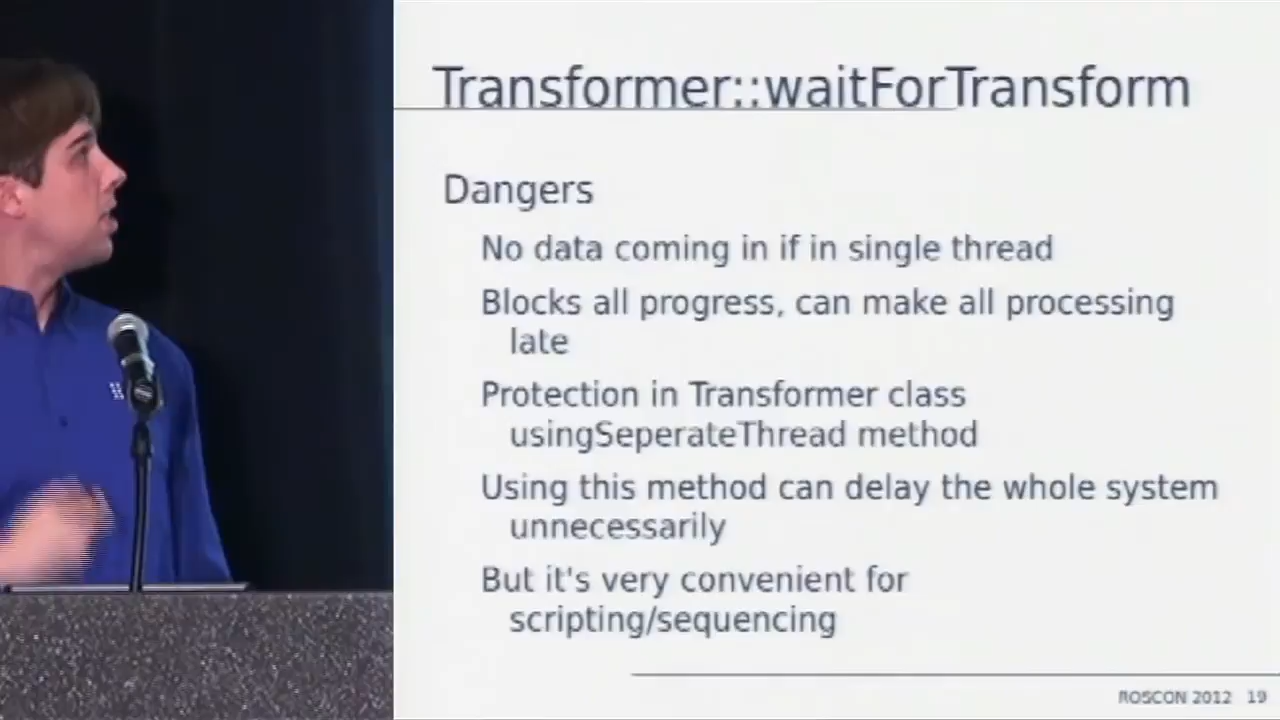 Transformer::waitForTransform
Dangers
No data coming in if in single thread
Blocks all progress, can make all processing
late
Protection in Transformer class
usingSeperateThread method
Using this method can delay the whole system
unnecessarily
But it's very convenient for
scripting/sequencing
ROSCON 2012 19